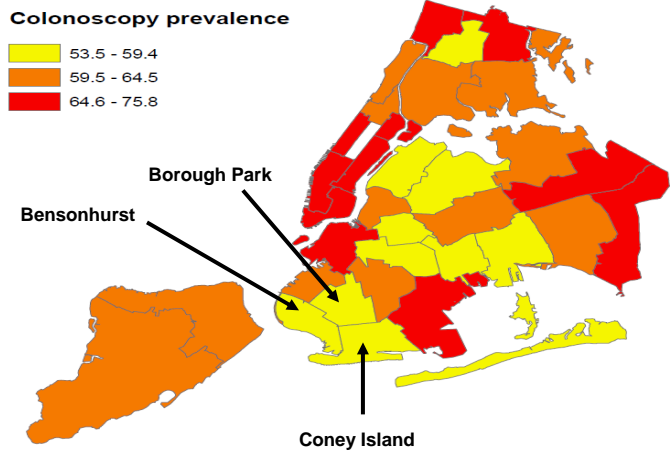 Colonoscopy prevalence
53.5 - 59.4
59.5 - 64.5
64.6 - 75.8
Borough Park
Bensonhurst
Coney Island